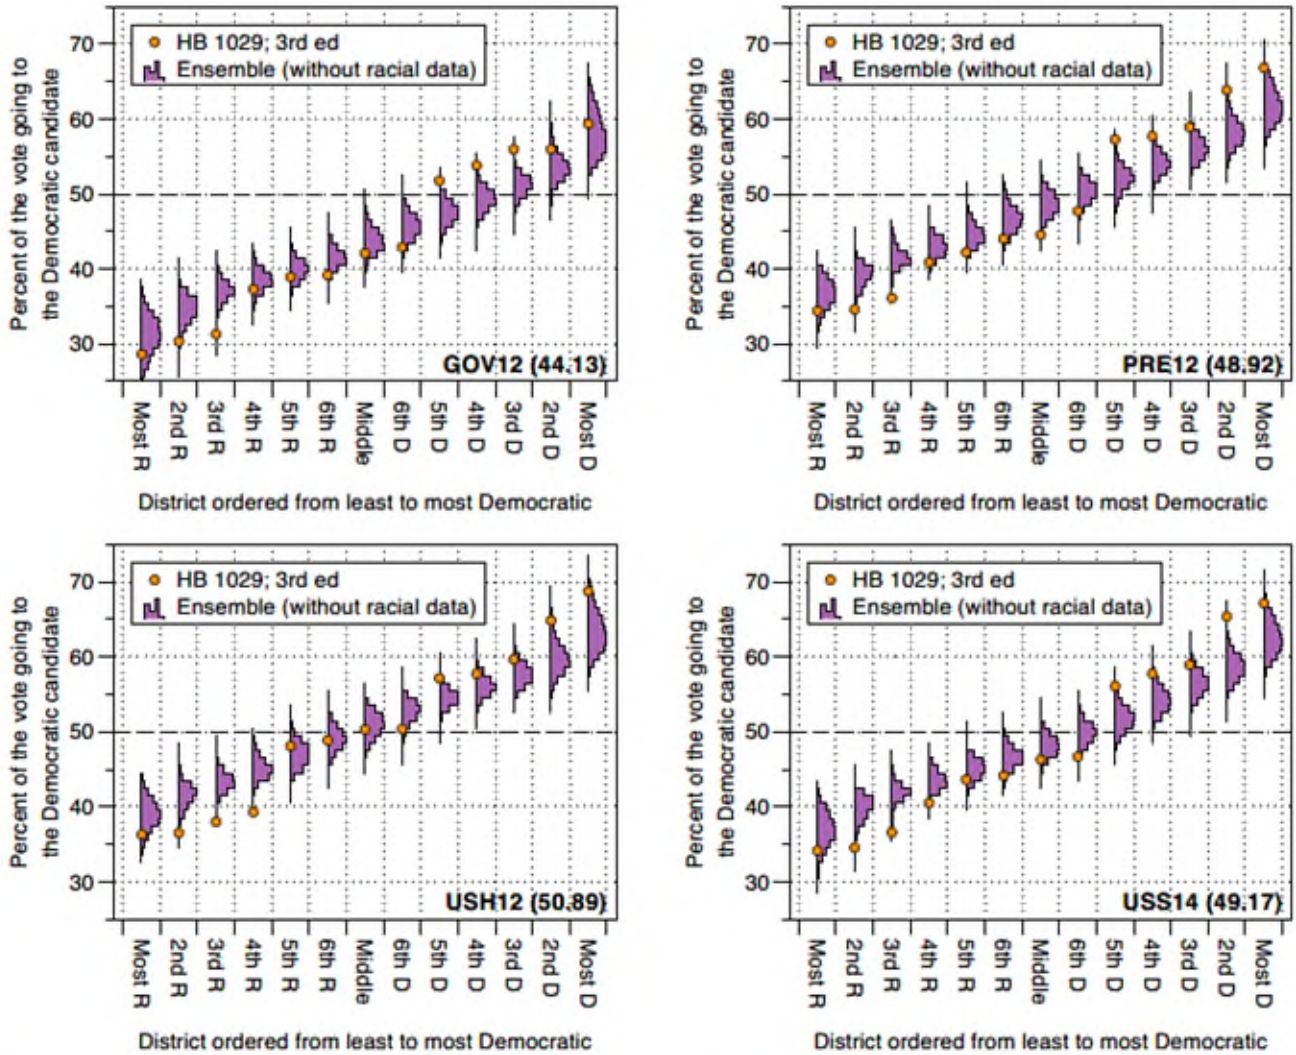 Percent of the vote going to
the Democratic candidate
70
60
50
40
30
HB 1029; 3rd ed
Ensemble (without racial data)
GOV12 (44.13)
Most R
2nd R
3rd R
4th R
5th R
6th R
Middle
6th D
5th D
4th D
3rd D
2nd D
Most D
District ordered from least to most Democratic
Percent of the vote going to
the Democratic candidate
70
60
50
40
30
HB 1029; 3rd ed
Ensemble (without racial data)
PRE12 (48.92)
Most R
2nd R
3rd R
4th R
5th R
6th R
Middle
6th D
5th D
4th D
3rd D
2nd D
Most D
District ordered from least to most Democratic
Percent of the vote going to
the Democratic candidate
70
60
50
40
30
HB 1029; 3rd ed
Ensemble (without racial data)
USH12 (50.89)
Most R
2nd R
3rd R
4th R
5th R
6th R
Middle
6th D
5th D
4th D
3rd D
2nd D
Most D
District ordered from least to most Democratic
Percent of the vote going to
the Democratic candidate
70
60
50
40
30
HB 1029; 3rd ed
Ensemble (without racial data)
USS14 (49.17)
Most R
2nd R
3rd R
4th R
5th R
6th R
Middle
6th D
5th D
4th D
3rd D
2nd D
Most D
District ordered from least to most Democratic